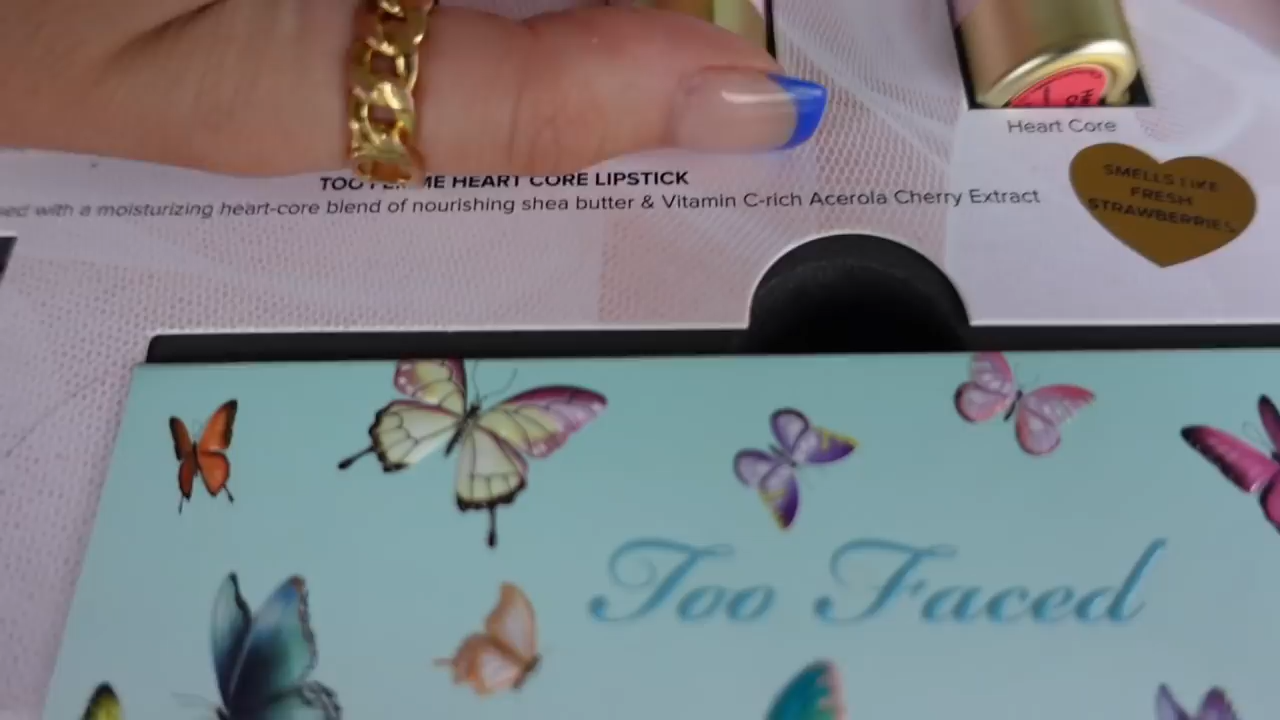 Heart Core
HEART CORE LIPSTICK
with a moisturizing heart-core blend of nourishing shea butter & Vitamin C-rich Acerola Cherry Extract
SMELLS LIKE
FRESH
STRAWBERRIES
Too Faced